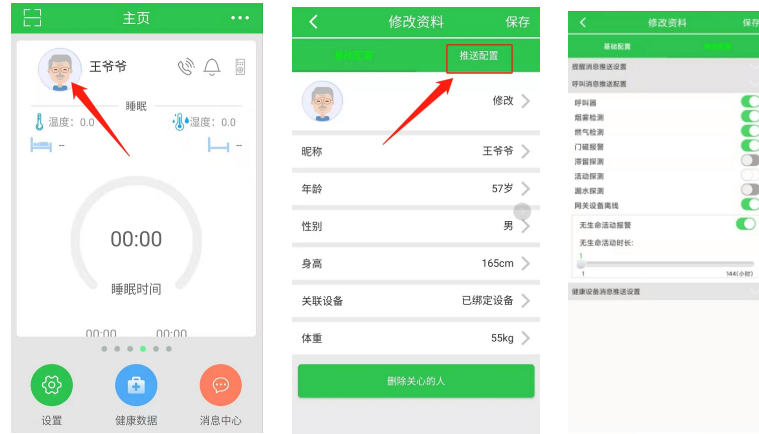 主页
王爷爷
睡眠
温度: 0.0
湿度: 0.0
-
-
00:00
睡眠时间
00:00
00:00
设置
健康数据
消息中心
修改资料
保存
基础配置
推送配置
修改
昵称
王爷爷
年龄
57岁
性别
男
身高
165cm
关联设备
已绑定设备
体重
55kg
删除关心的人
修改资料
保存
基础配置
提醒消息推送设置
呼叫消息推送配置
呼叫器
烟雾检测
燃气检测
门磁报警
滞留探测
活动探测
漏水探测
网关设备离线
无生命活动报警
无生命活动时长:
1
1
144(小时)
健康设备消息推送设置